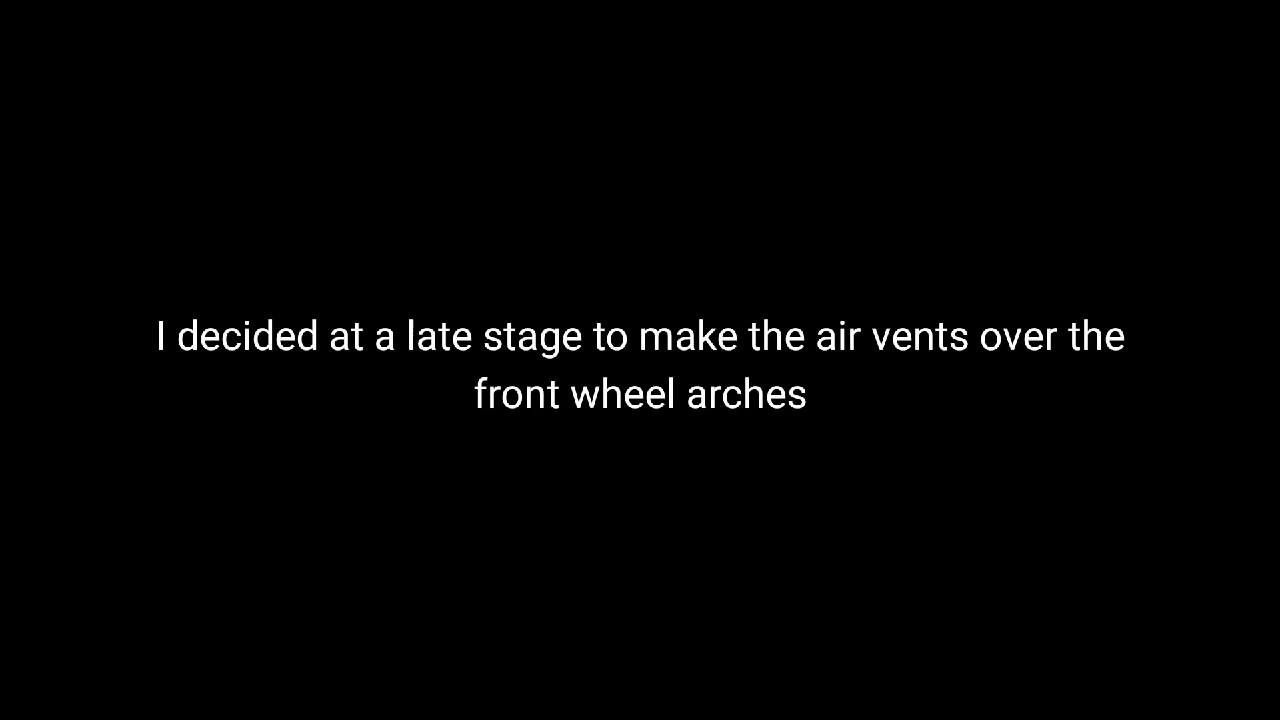 I decided at a late stage to make the air vents over the
front wheel arches